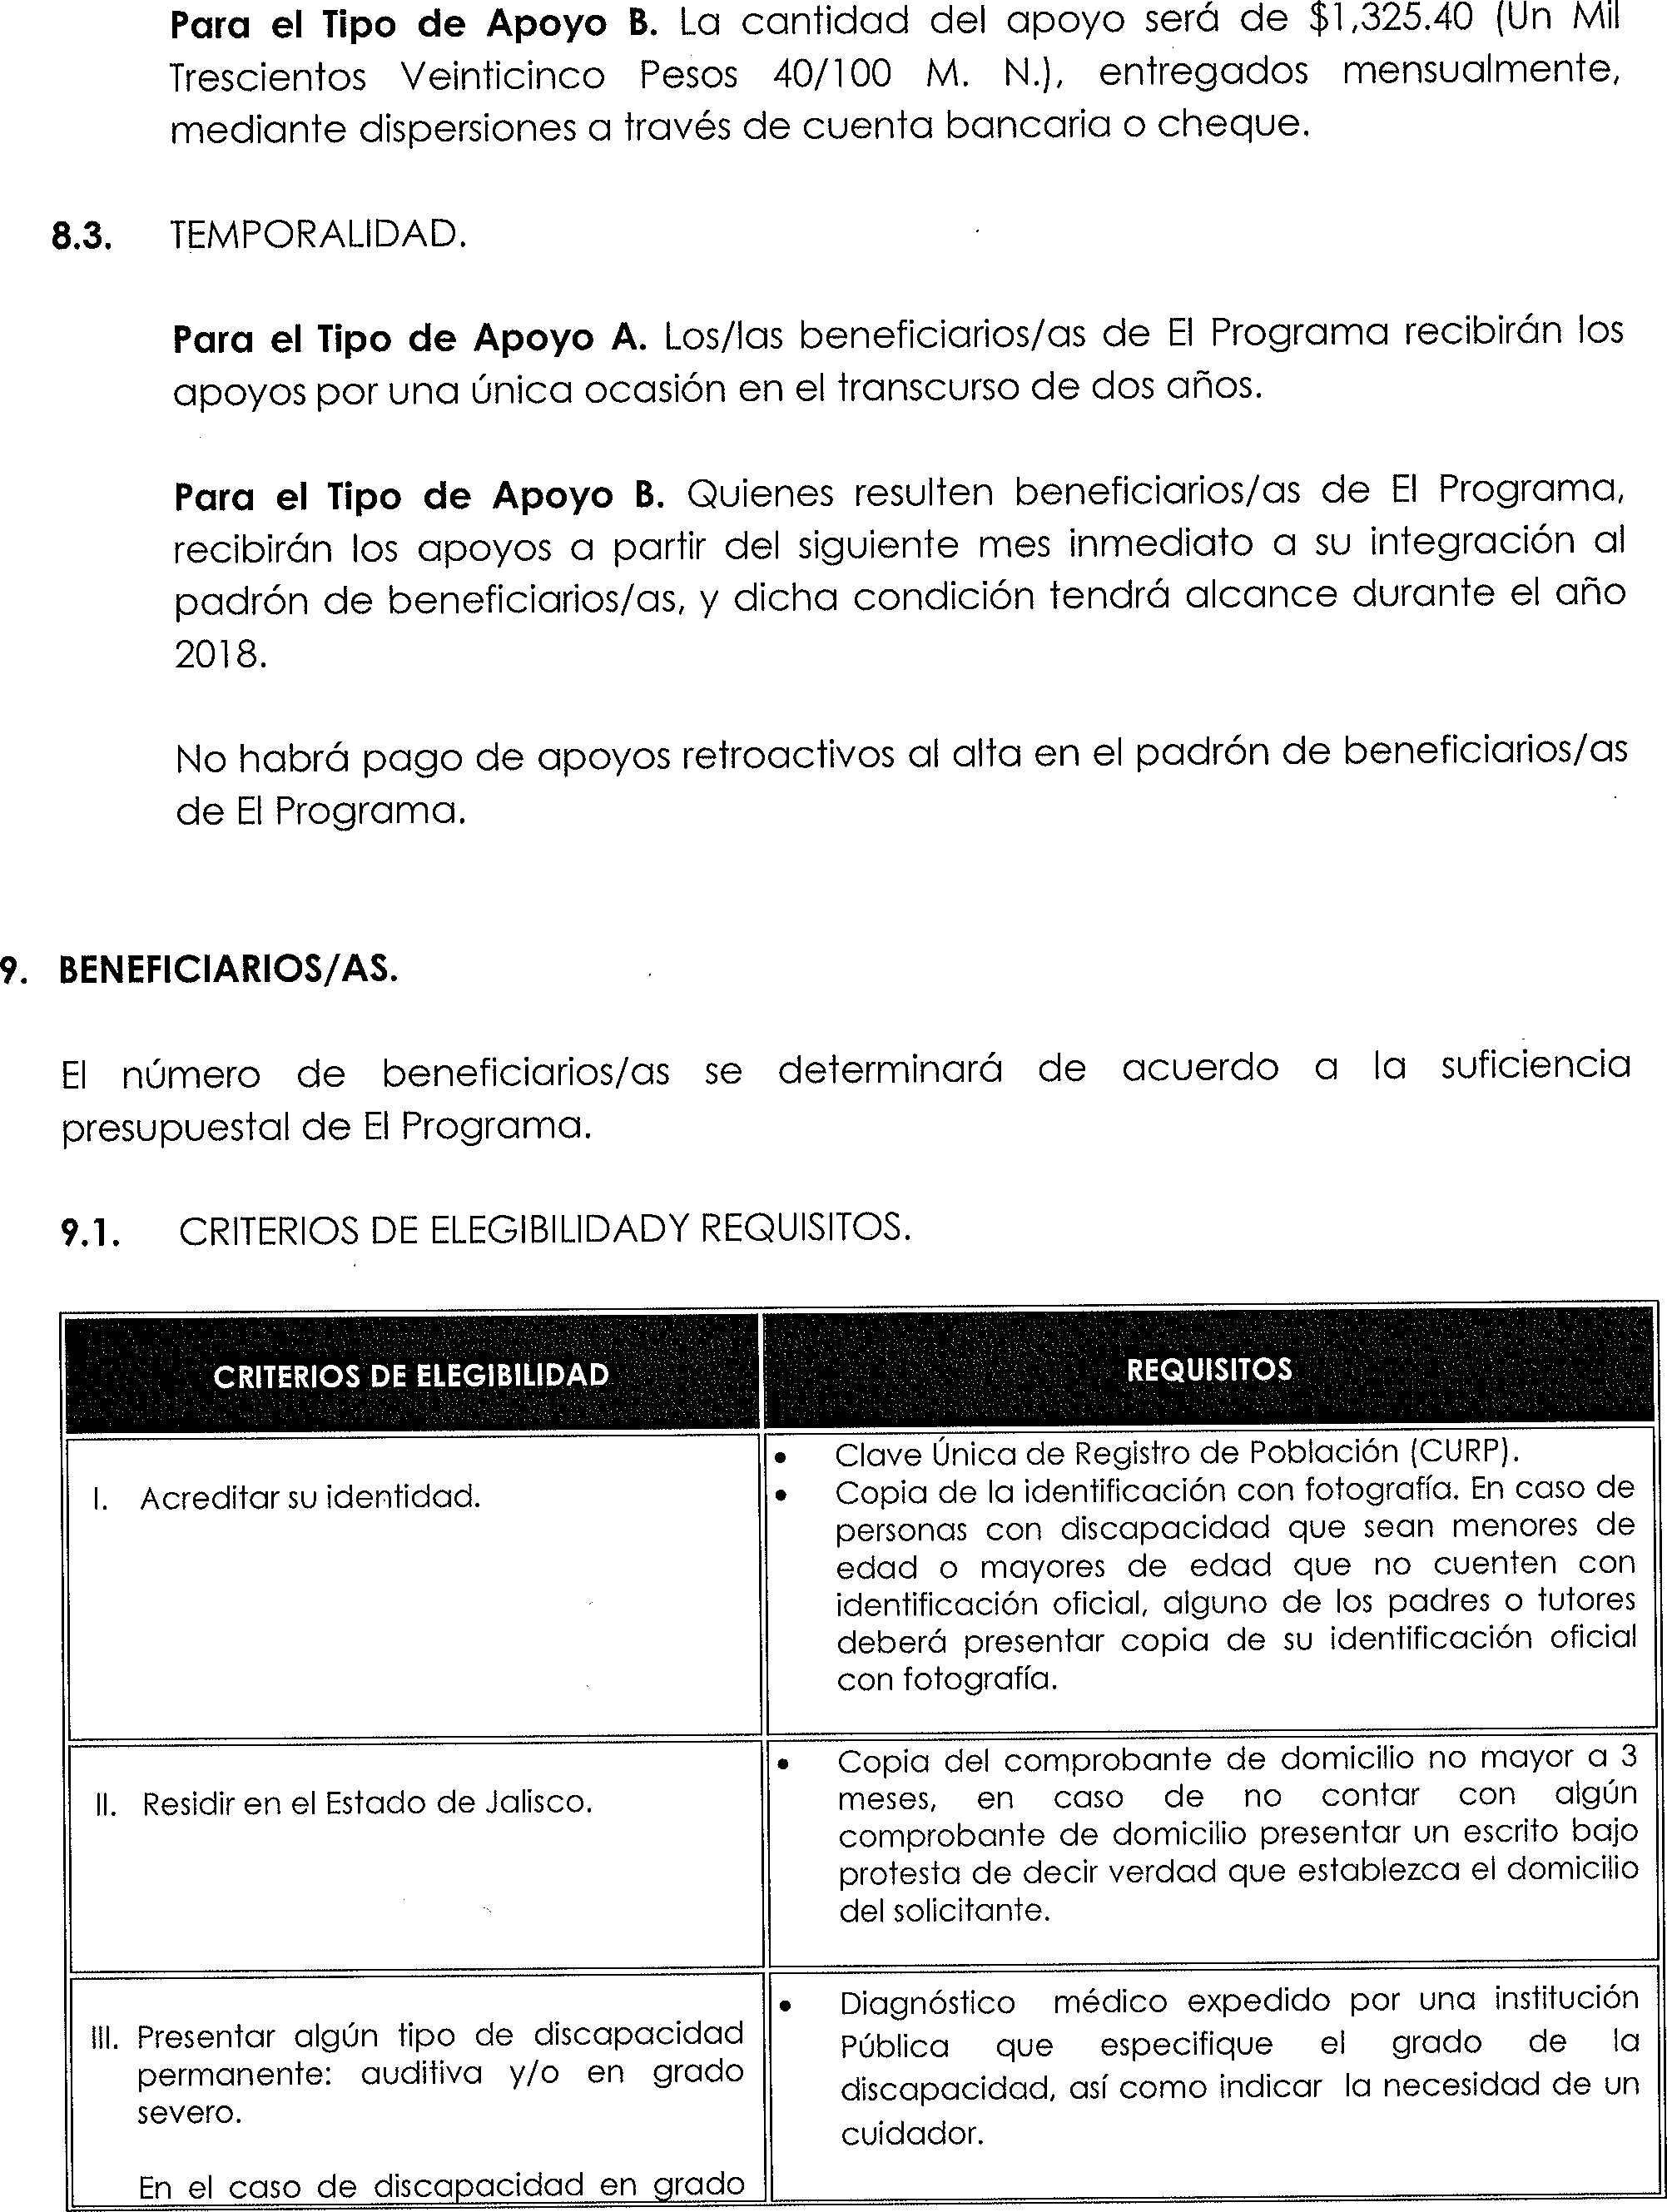 Para el Tipo de Apoyo B. La cantidad del apoyo será de $1,325.40 (Un Mil
Trescientos Veinticinco Pesos 40/100 M. N.), entregados mensualmente,
mediante dispersiones a través de cuenta bancaria o cheque.
8.3. TEMPORALIDAD.
Para el Tipo de Apoyo A. Los/las beneficiarios/as de El Programa recibirán los
apoyos por una única ocasión en el transcurso de dos años.
Para el Tipo de Apoyo B. Quienes resulten beneficiarios/as de El Programa,
recibirán los apoyos a partir del siguiente mes inmediato a su integración al
padrón de beneficiarios/as, y dicha condición tendrá alcance durante el año
2018.
No habrá pago de apoyos retroactivos al alta en el padrón de beneficiarios/as
de El Programa.
9. BENEFICIARIOS/AS.
El número de beneficiarios/as se determinará de acuerdo a la suficiencia
presupuestal de El Programa.
9.1. CRITERIOS DE ELEGIBILIDADY REQUISITOS.
CRITERIOS DE ELEGIBILIDAD
REQUISITOS
I. Acreditar su identidad.
• Clave Única de Registro de Población (CURP).
• Copia de la identificación con fotografía. En caso de
personas con discapacidad que sean menores de
edad o mayores de edad que no cuenten con
identificación oficial, alguno de los padres o tutores
deberá presentar copia de su identificación oficial
con fotografía.
II. Residir en el Estado de Jalisco.
• Copia del comprobante de domicilio no mayor a 3
meses, en caso de no contar con algún
comprobante de domicilio presentar un escrito bajo
protesta de decir verdad que establezca el domicilio
del solicitante.
III. Presentar algún tipo de discapacidad
permanente: auditiva y/o en grado
severo.
En el caso de discapacidad en grado
• Diagnóstico médico expedido por una institución
Pública que especifique el grado de la
discapacidad, así como indicar la necesidad de un
cuidador.